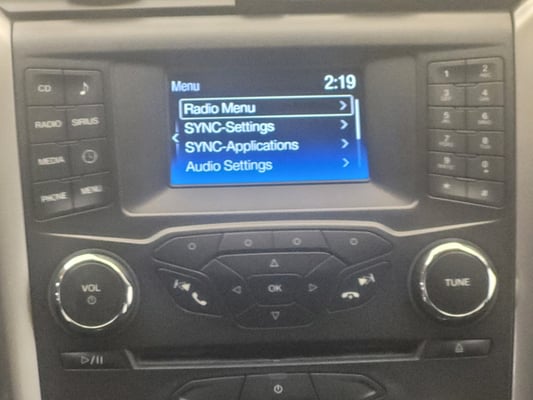 Menu 2:19
Radio Menu
SYNC-Settings
SYNC-Applications
Audio Settings
CD
RADIO SIRIUS
MEDIA
PHONE MENU
1 2
3 4
5 6
7 8
9 0
* #
VOL
OK
TUNE